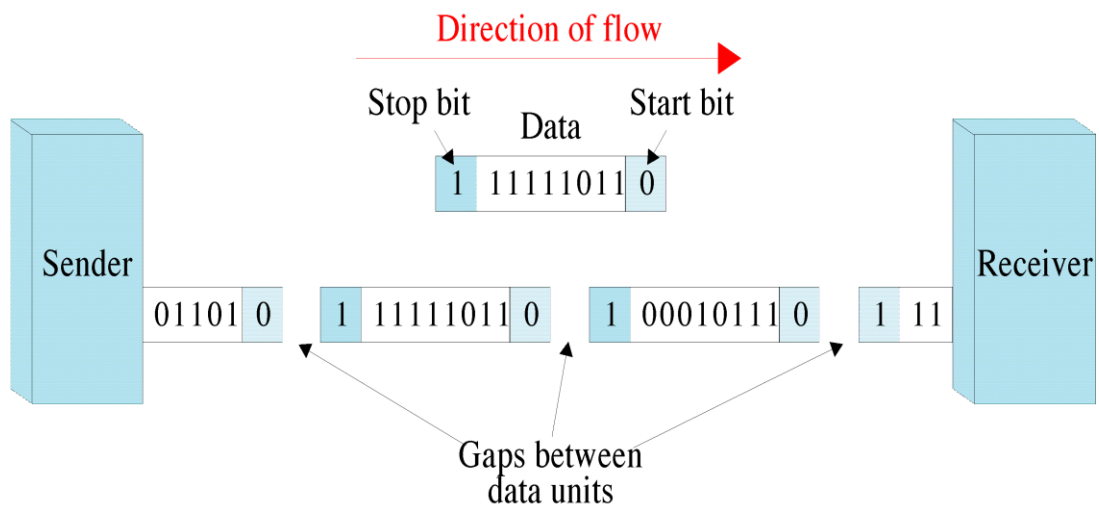 Direction of flow
Stop bit
Start bit
Data
1 11111011 0
Sender
Receiver
01101 0
1 11111011 0
1 00010111 0
1 11
Gaps between
data units